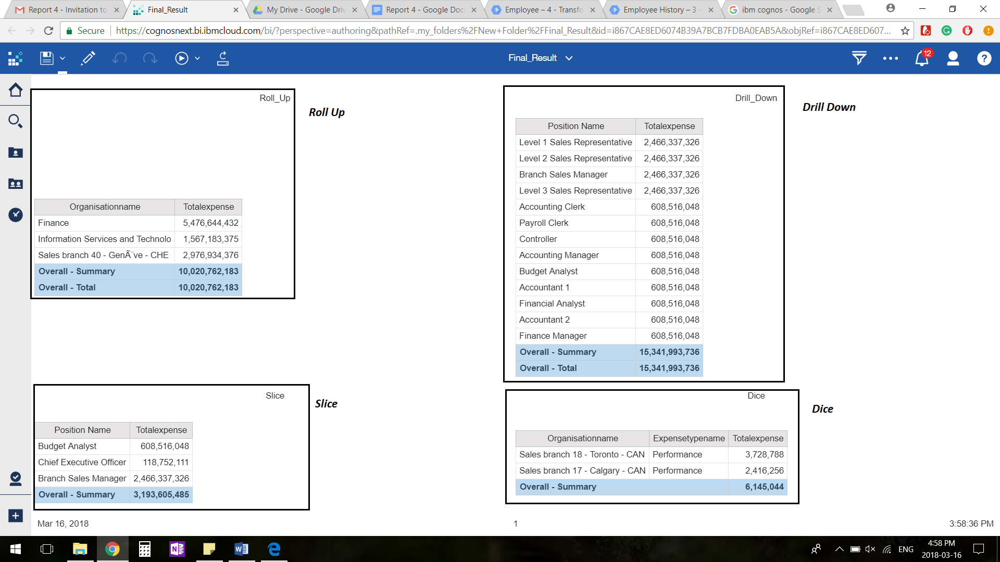 Report 4 - Invitation to
Final_Result
My Drive - Google Driv
Report 4 - Google Doc
Employee – 4 - Transfo
Employee History – 3 -
ibm cognos - Google S
Secure
https://cognosnext.bi.ibmcloud.com/bi/?perspective=authoring&pathRef=.my_folders%2FNew+Folder%2FFinal_Result&id=i867CAE8ED6074B39A7BCB7FDBA0EAB5A&objRef=i867CAE8ED607...
Final_Result
12
Roll_Up
Roll Up
Organisationname Totalexpense
Finance 5,476,644,432
Information Services and Technolo 1,567,183,375
Sales branch 40 - GenÃ¨ve - CHE 2,976,934,376
Overall - Summary 10,020,762,183
Overall - Total 10,020,762,183
Drill_Down
Drill Down
Position Name Totalexpense
Level 1 Sales Representative 2,466,337,326
Level 2 Sales Representative 2,466,337,326
Branch Sales Manager 2,466,337,326
Level 3 Sales Representative 2,466,337,326
Accounting Clerk 608,516,048
Payroll Clerk 608,516,048
Controller 608,516,048
Accounting Manager 608,516,048
Budget Analyst 608,516,048
Accountant 1 608,516,048
Financial Analyst 608,516,048
Accountant 2 608,516,048
Finance Manager 608,516,048
Overall - Summary 15,341,993,736
Overall - Total 15,341,993,736
Slice
Slice
Position Name Totalexpense
Budget Analyst 608,516,048
Chief Executive Officer 118,752,111
Branch Sales Manager 2,466,337,326
Overall - Summary 3,193,605,485
Dice
Dice
Organisationname Expensetypename Totalexpense
Sales branch 18 - Toronto - CAN Performance 3,728,788
Sales branch 17 - Calgary - CAN Performance 2,416,256
Overall - Summary 6,145,044
Mar 16, 2018
1
3:58:36 PM
ENG
4:58 PM
2018-03-16